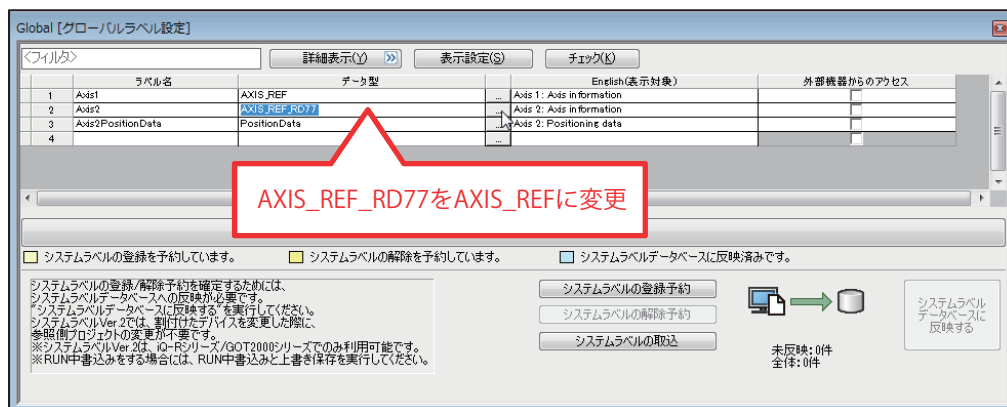 Global [グローバルラベル設定]
<フィルタ> 詳細表示(Y) 表示設定(S) チェック(K)
ラベル名 データ型 English(表示対象) 外部機器からのアクセス
1 Axis1 AXIS_REF ... Axis 1: Axis information
2 Axis2 AXIS_REF_RD77 ... Axis 2: Axis information
3 Axis2PositionData PositionData ... Axis 2: Positioning data
4 ...
AXIS_REF_RD77をAXIS_REFに変更
システムラベルの登録を予約しています。 システムラベルの解除を予約しています。 システムラベルデータベースに反映済みです。
システムラベルの登録/解除予約を確定するためには、
システムラベルデータベースへの反映が必要です。
"システムラベルデータベースに反映する"を実行してください。
システムラベルVer.2では、割付けたデバイスを変更した際に、
参照側プロジェクトの変更が不要です。
※システムラベルVer.2は、iQ-Rシリーズ/GOT2000シリーズでのみ利用可能です。
※RUN中書込みをする場合には、RUN中書込みと上書き保存を実行してください。
システムラベルの登録予約
システムラベルの解除予約
システムラベルの取込
未反映:0件
全体:0件
システムラベル
データベースに
反映する